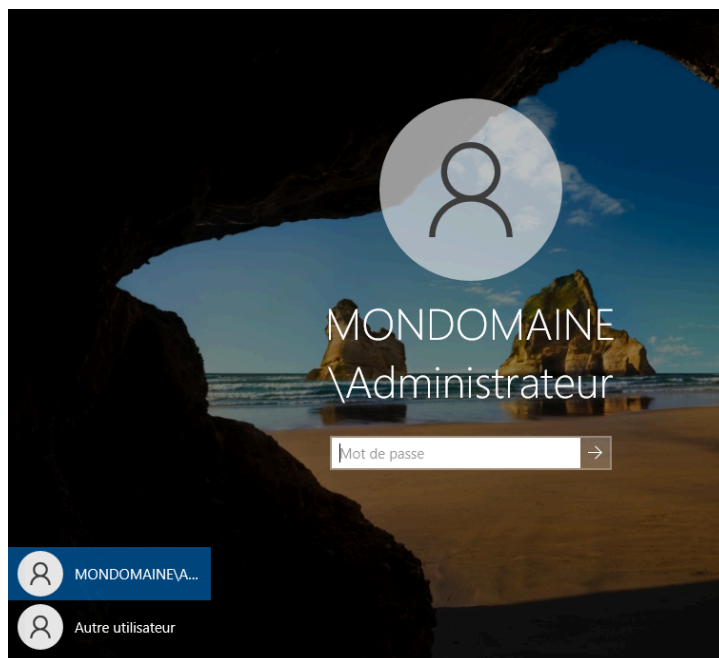 MONDOMAINE
\Administrateur
Mot de passe
MONDOMAINE\A...
Autre utilisateur